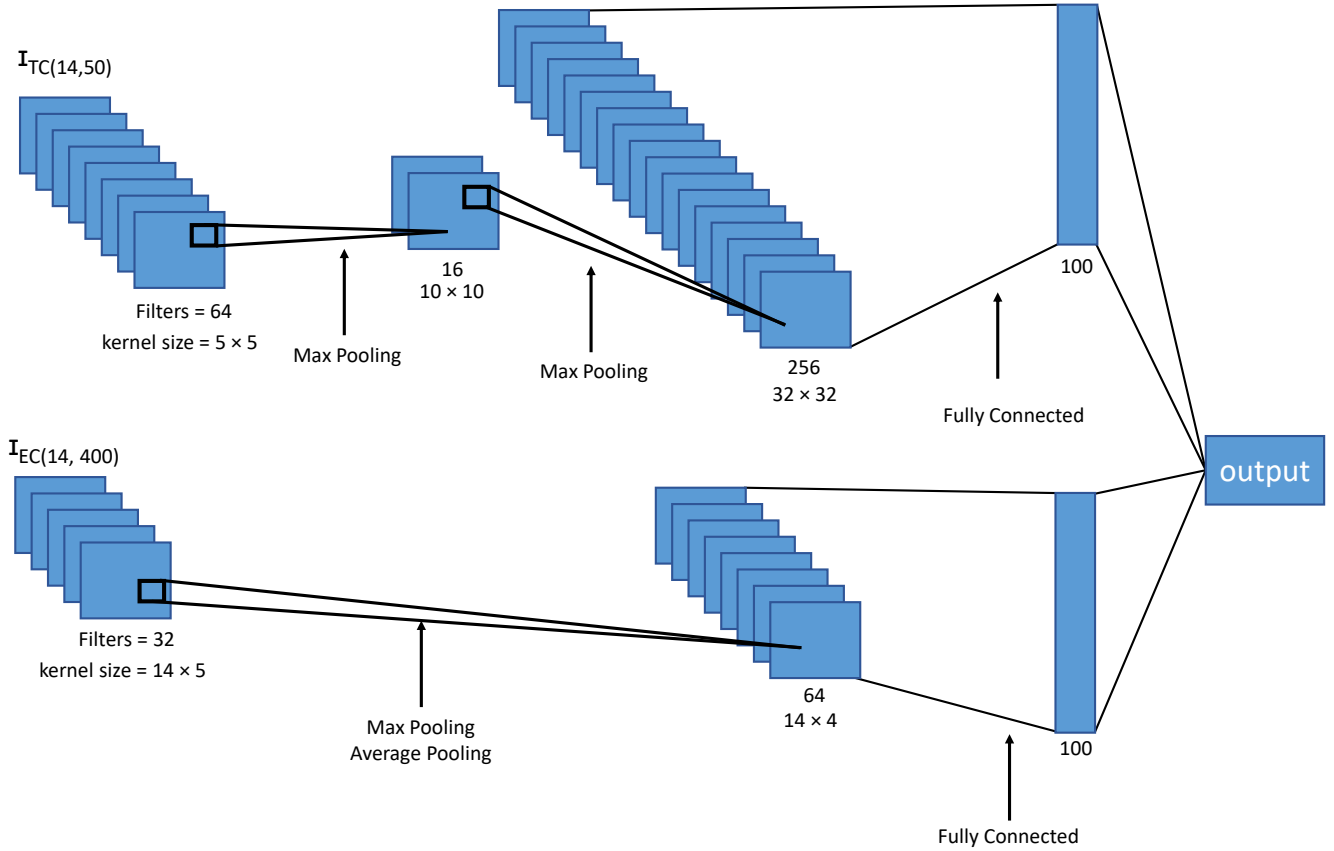 I_TC(14,50)
Filters = 64
kernel size = 5 × 5
Max Pooling
16
10 × 10
Max Pooling
256
32 × 32
Fully Connected
100
I_EC(14, 400)
Filters = 32
kernel size = 14 × 5
Max Pooling
Average Pooling
64
14 × 4
Fully Connected
100
output